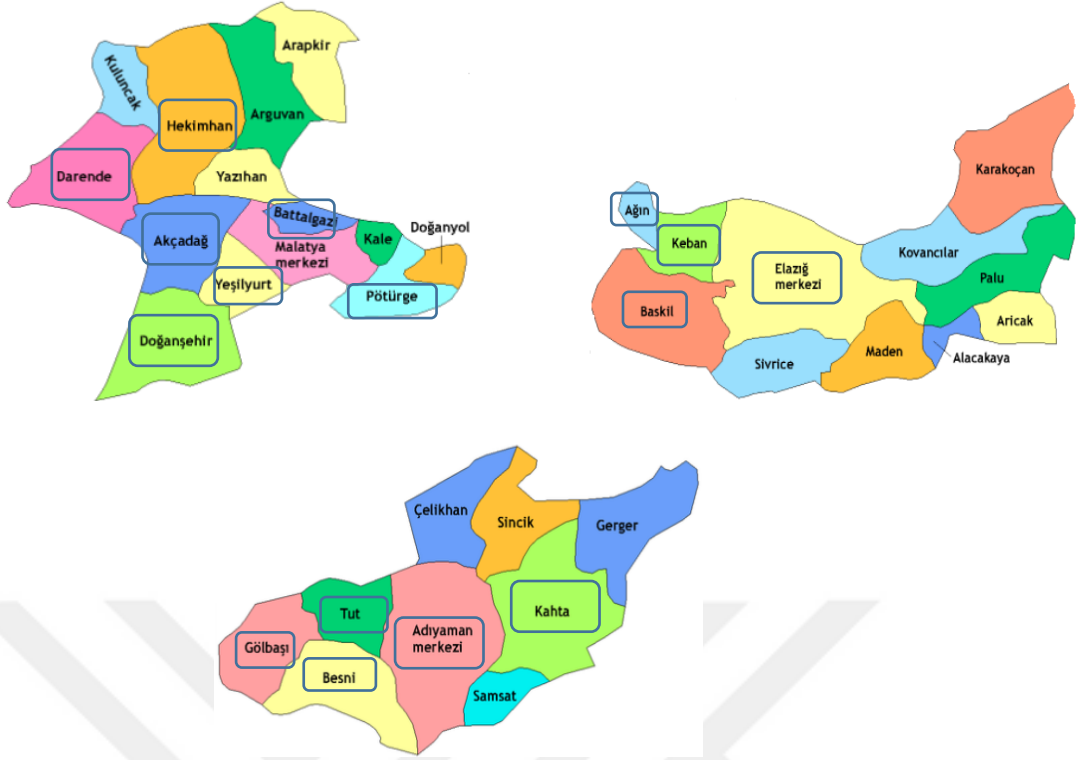 Arapkir
Kuluncak
Arguvan
Hekimhan
Darende
Yazıhan
Battalgazi
Doğanyol
Akçadağ
Kale
Malatya
merkezi
Yeşilyurt
Pötürge
Doğanşehir
Karakoçan
Ağın
Keban
Kovancılar
Elazığ
merkezi
Palu
Baskil
Aricak
Maden
Alacakaya
Sivrice
Çelikhan
Sincik
Gerger
Kahta
Tut
Adıyaman
merkezi
Gölbaşı
Besni
Samsat